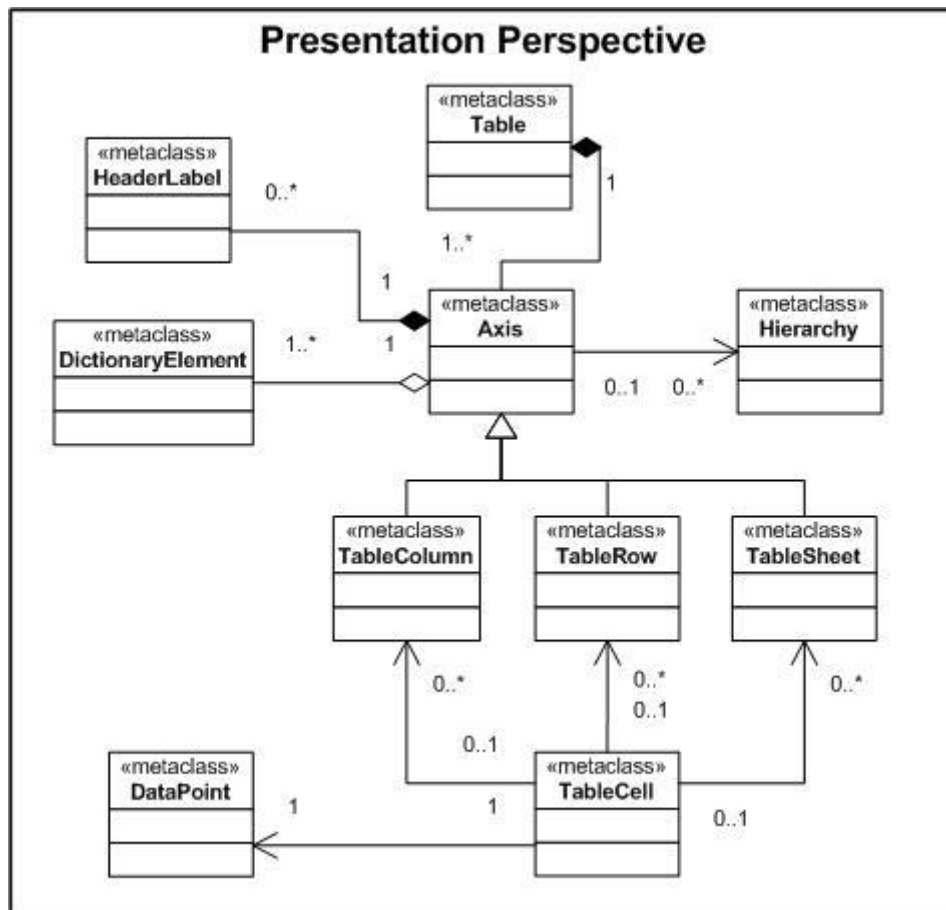 Presentation Perspective
«metaclass»
Table
«metaclass»
HeaderLabel
0..*
1
1..*
1
«metaclass»
Axis
1
«metaclass»
Hierarchy
«metaclass»
DictionaryElement
1..*
0..1
0..*
«metaclass»
TableColumn
«metaclass»
TableRow
«metaclass»
TableSheet
0..*
0..*
0..*
0..1
0..1
0..1
«metaclass»
DataPoint
1
1
«metaclass»
TableCell